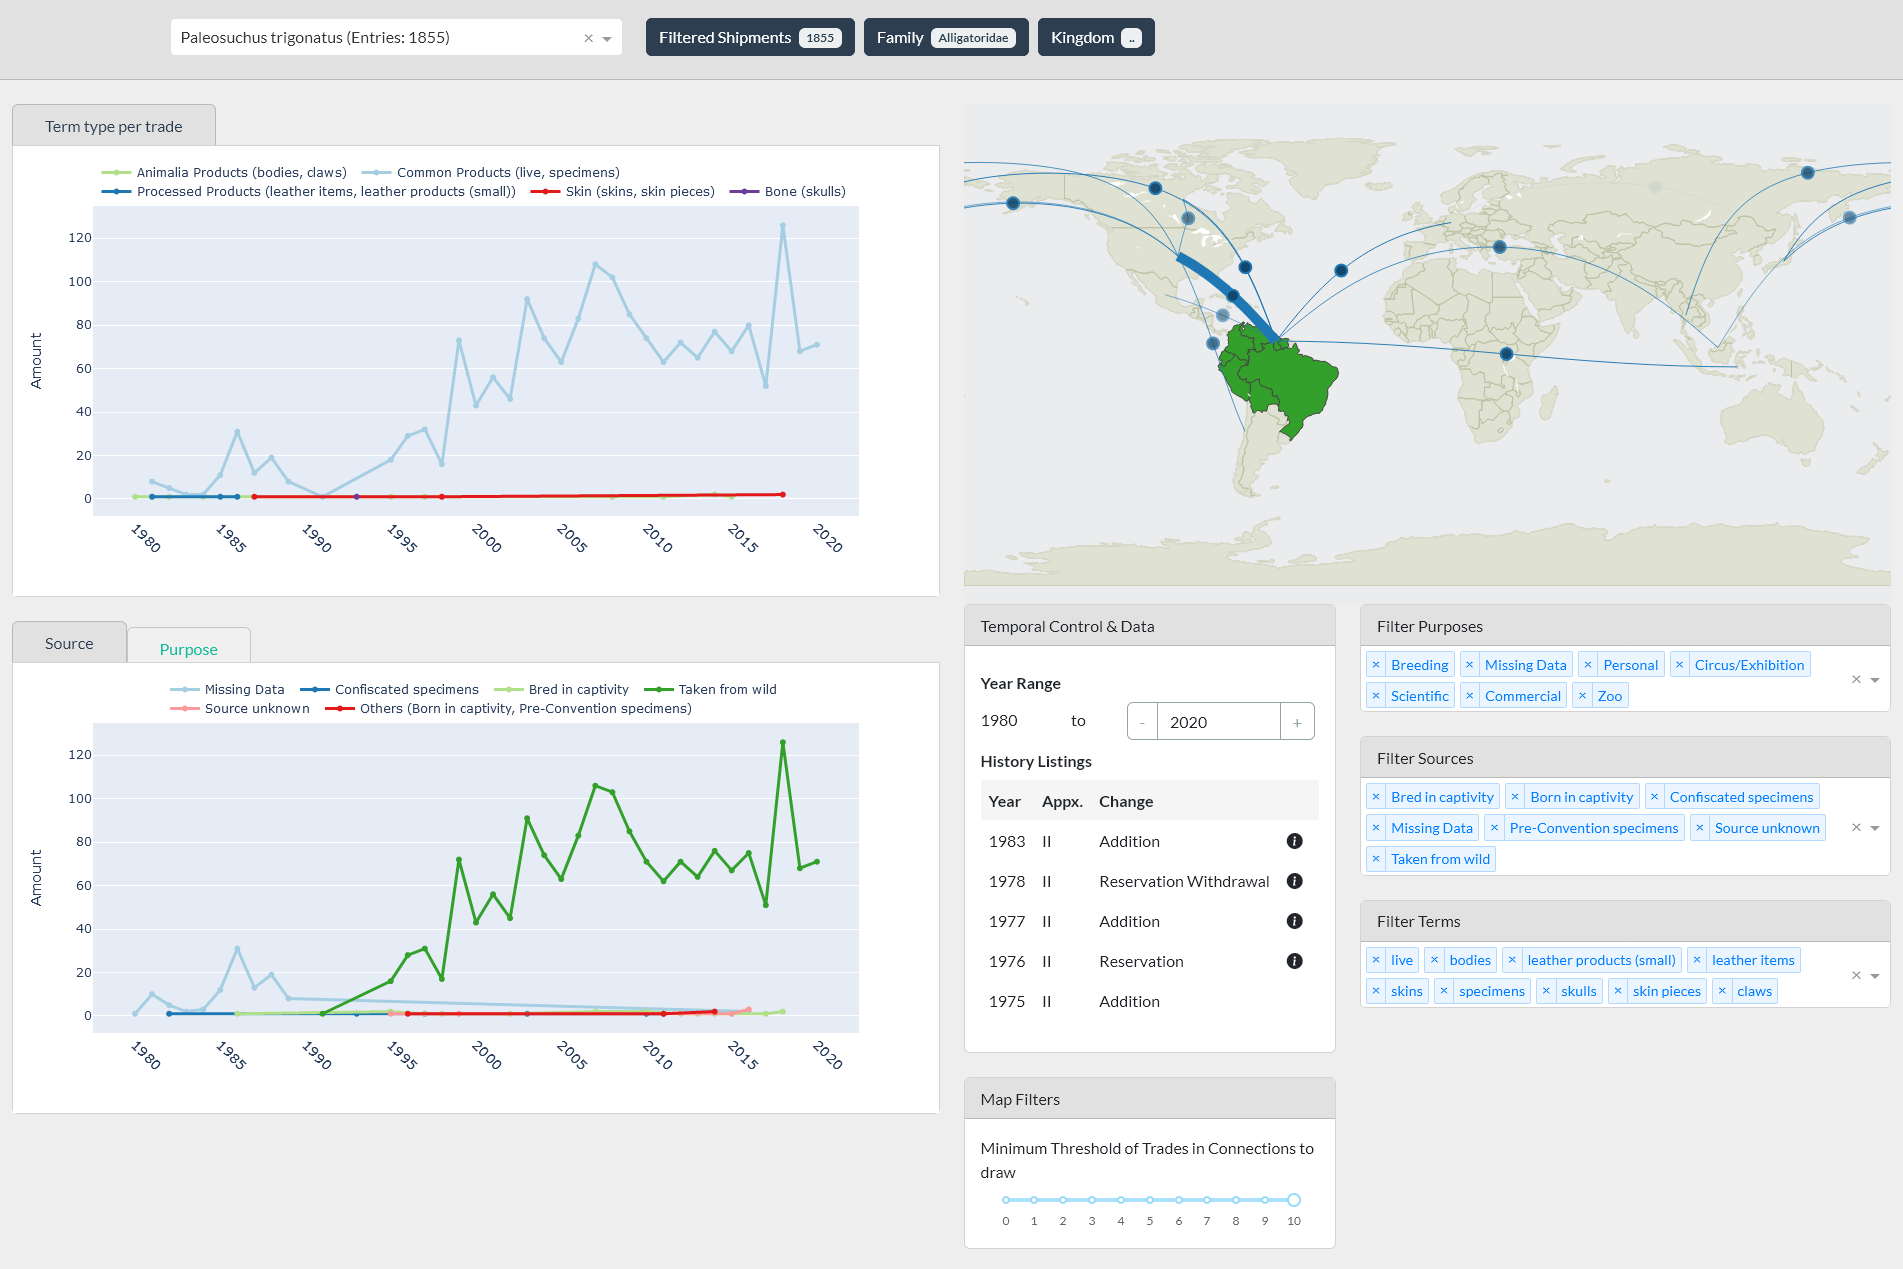 Paleosuchus trigonatus (Entries: 1855) ×
Filtered Shipments 1855
Family Alligatoridae
Kingdom ..
Term type per trade
Animalia Products (bodies, claws) Common Products (live, specimens)
Processed Products (leather items, leather products (small)) Skin (skins, skin pieces) Bone (skulls)
Amount
120
100
80
60
40
20
0
1980 1985 1990 1995 2000 2005 2010 2015 2020
Source Purpose
Missing Data Confiscated specimens Bred in captivity Taken from wild
Source unknown Others (Born in captivity, Pre-Convention specimens)
Amount
120
100
80
60
40
20
0
1980 1985 1990 1995 2000 2005 2010 2015 2020
Temporal Control & Data
Year Range
1980 to - 2020 +
History Listings
Year Appx. Change
1983 II Addition i
1978 II Reservation Withdrawal i
1977 II Addition i
1976 II Reservation i
1975 II Addition
Map Filters
Minimum Threshold of Trades in Connections to
draw
0 1 2 3 4 5 6 7 8 9 10
Filter Purposes
× Breeding × Missing Data × Personal × Circus/Exhibition
× Scientific × Commercial × Zoo ×
Filter Sources
× Bred in captivity × Born in captivity × Confiscated specimens
× Missing Data × Pre-Convention specimens × Source unknown ×
× Taken from wild
Filter Terms
× live × bodies × leather products (small) × leather items
× skins × specimens × skulls × skin pieces × claws ×